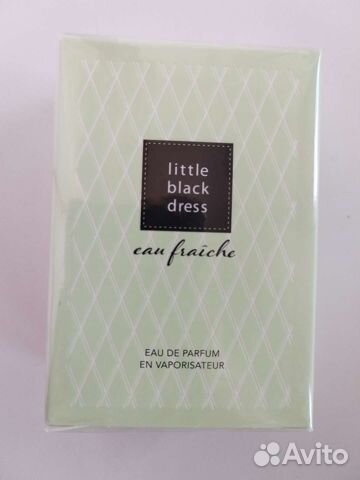 little
black
dress
eau fraîche
EAU DE PARFUM
EN VAPORISATEUR
Avito